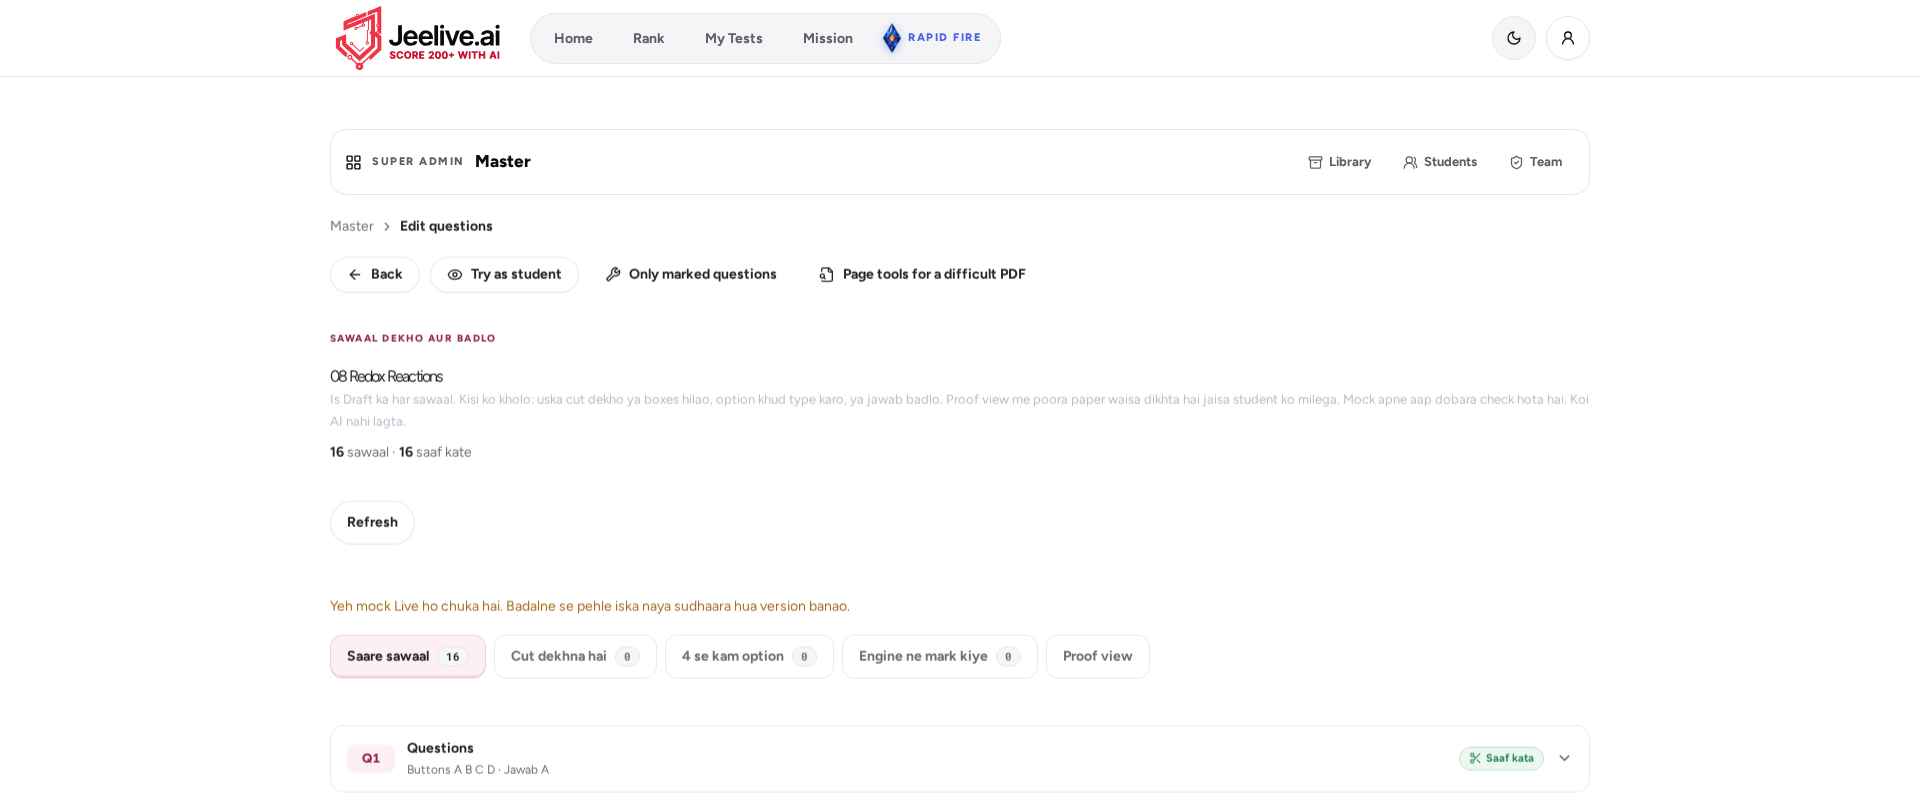 Jeelive.ai
SCORE 200+ WITH AI
Home
Rank
My Tests
Mission
RAPID FIRE
SUPER ADMIN Master
Library
Students
Team
Master > Edit questions
Back
Try as student
Only marked questions
Page tools for a difficult PDF
SAWAAL DEKHO AUR BADLO
08 Redox Reactions
Is Draft ka har sawaal. Kisi ko kholo: uska cut dekho ya boxes hilao, option khud type karo, ya jawab badlo. Proof view me poora paper waisa dikhta hai jaisa student ko milega. Mock apne aap dobara check hota hai. Koi
AI nahi lagta.
16 sawaal · 16 saaf kate
Refresh
Yeh mock Live ho chuka hai. Badalne se pehle iska naya sudhaara hua version banao.
Saare sawaal 16
Cut dekhna hai 0
4 se kam option 0
Engine ne mark kiye 0
Proof view
Q1
Questions
Buttons A B C D · Jawab A
Saaf kata